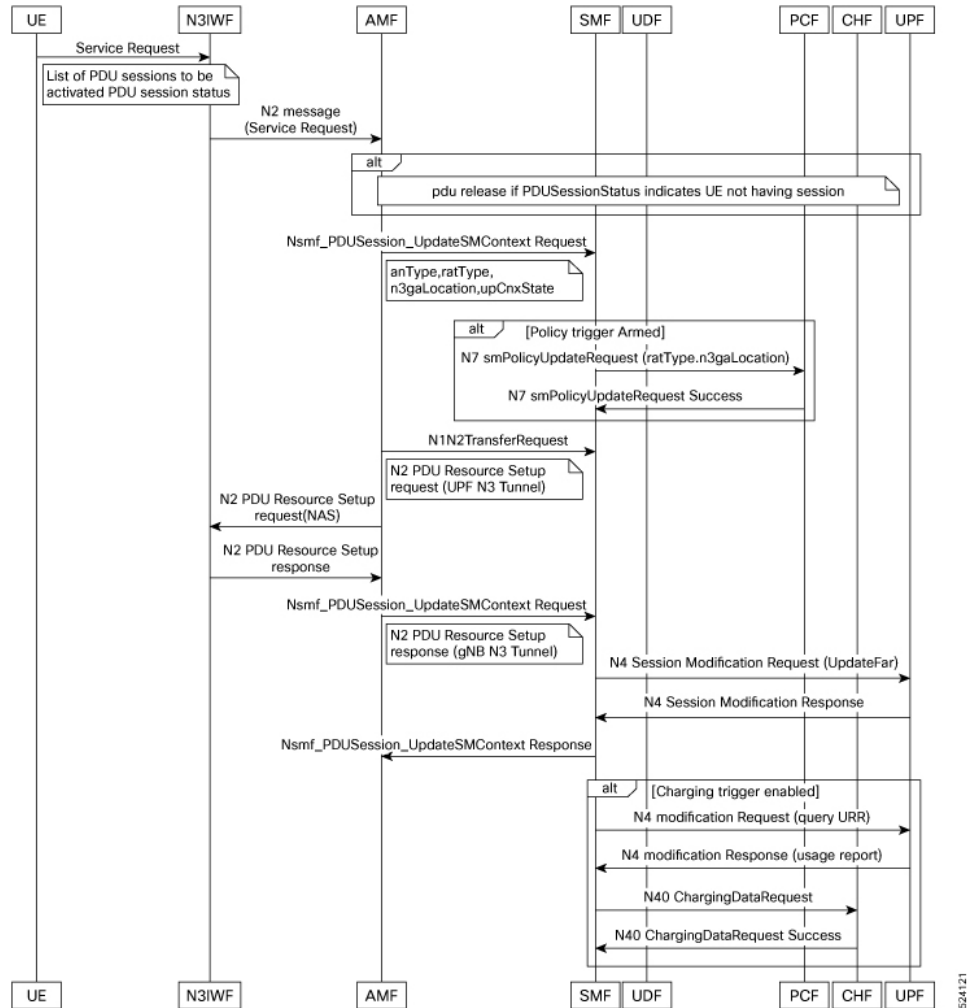 UE N3IWF AMF SMF UDF PCF CHF UPF
Service Request
List of PDU sessions to be
activated PDU session status
N2 message
(Service Request)
alt
pdu release if PDUSessionStatus indicates UE not having session
Nsmf_PDUSession_UpdateSMContext Request
anType,ratType,
n3gaLocation,upCnxState
alt [Policy trigger Armed]
N7 smPolicyUpdateRequest (ratType.n3gaLocation)
N7 smPolicyUpdateRequest Success
N1N2TransferRequest
N2 PDU Resource Setup
request (UPF N3 Tunnel)
N2 PDU Resource Setup
request(NAS)
N2 PDU Resource Setup
response
Nsmf_PDUSession_UpdateSMContext Request
N2 PDU Resource Setup
response (gNB N3 Tunnel)
N4 Session Modification Request (UpdateFar)
N4 Session Modification Response
Nsmf_PDUSession_UpdateSMContext Response
alt [Charging trigger enabled]
N4 modification Request (query URR)
N4 modification Response (usage report)
N40 ChargingDataRequest
N40 ChargingDataRequest Success
UE N3IWF AMF SMF UDF PCF CHF UPF
524121